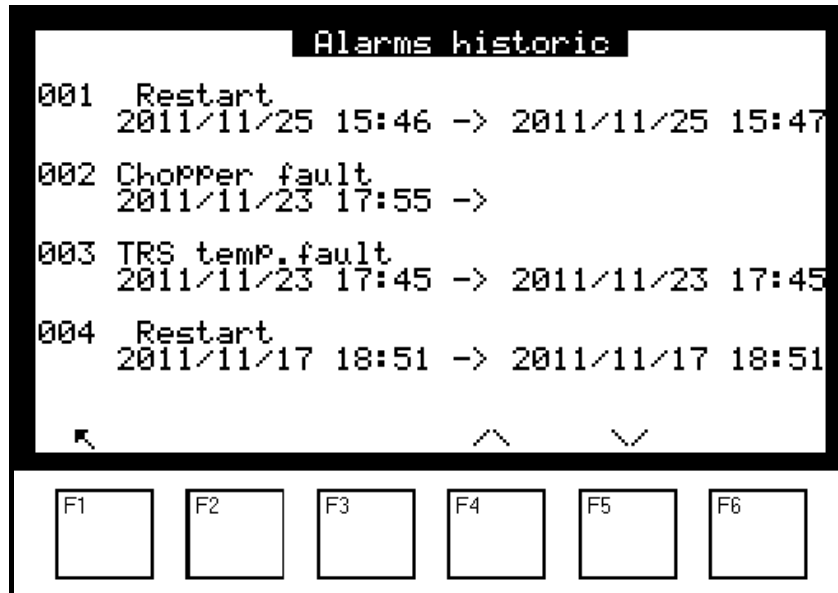 Alarms historic
001 Restart
2011/11/25 15:46 -> 2011/11/25 15:47
002 Chopper fault
2011/11/23 17:55 ->
003 TRS temp.fault
2011/11/23 17:45 -> 2011/11/23 17:45
004 Restart
2011/11/17 18:51 -> 2011/11/17 18:51
F1 F2 F3 F4 F5 F6